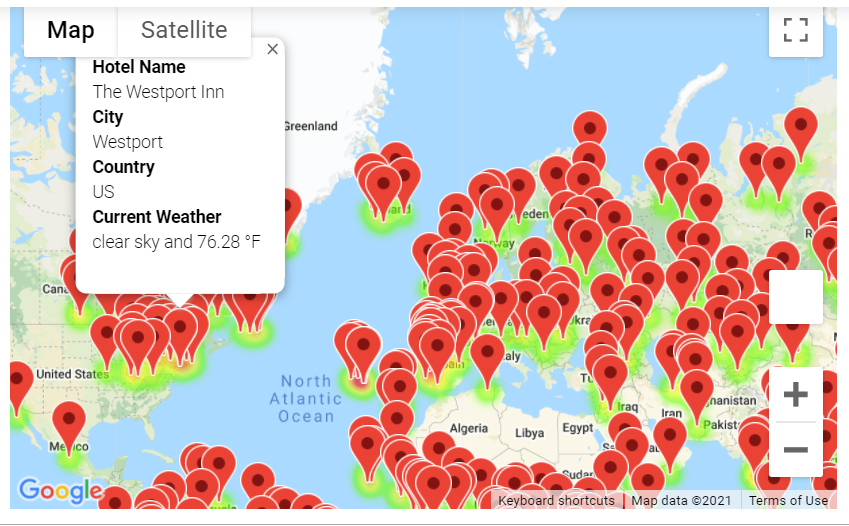 Map
Satellite
Hotel Name
The Westport Inn
City
Westport
Country
US
Current Weather
clear sky and 76.28 °F
Greenland
Norway
United States
North
Atlantic
Ocean
Mexico
Algeria
Libya
Egypt
Iraq
Iran
Google
Keyboard shortcuts
Map data ©2021
Terms of Use